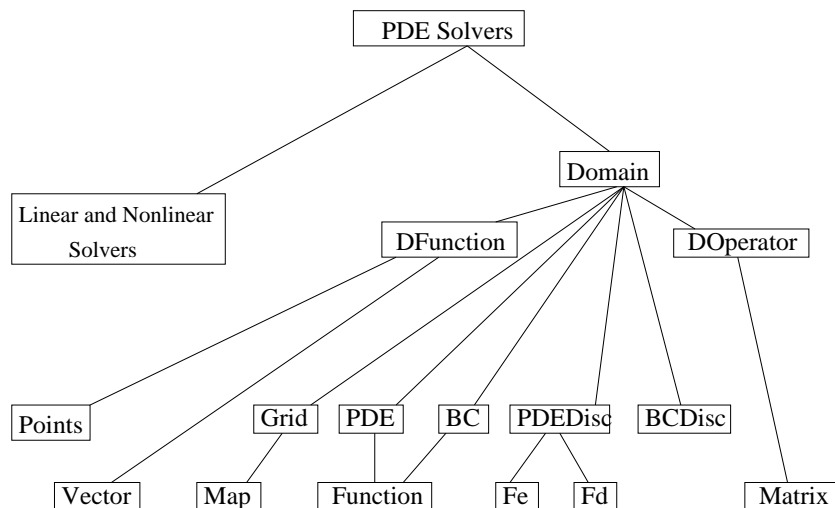 PDE Solvers
Domain
Linear and Nonlinear
Solvers
DFunction
DOperator
Points
Grid
PDE
BC
PDEDisc
BCDisc
Vector
Map
Function
Fe
Fd
Matrix